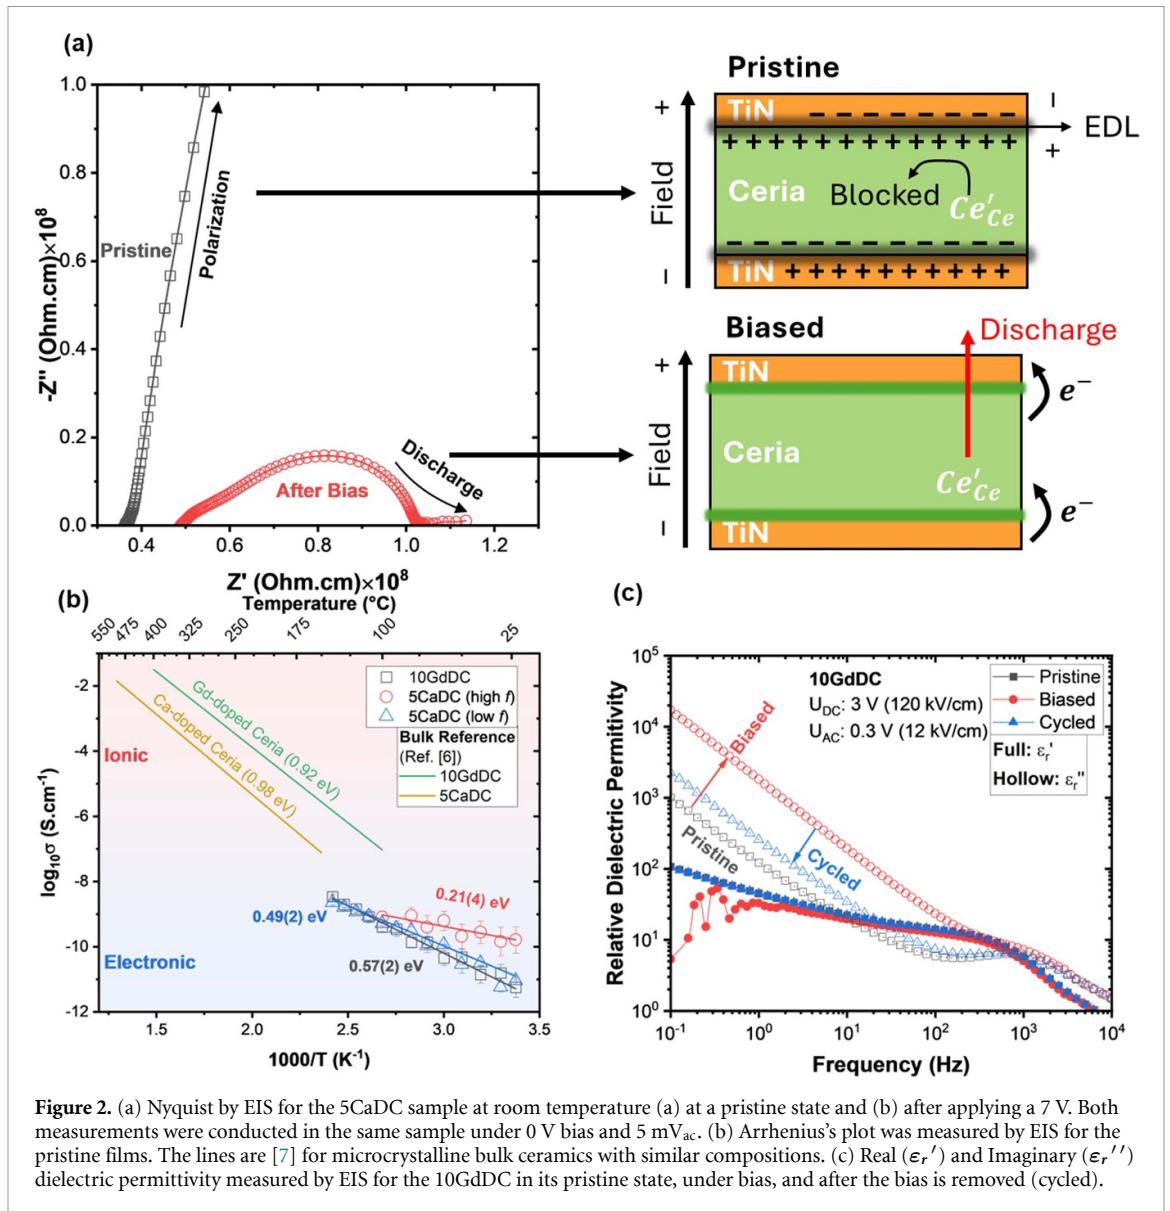 (a)
1.0
0.8
0.6
0.4
0.2
0.0
-Z'' (Ohm.cm)×10⁸
0.4
0.6
0.8
1.0
1.2
Z' (Ohm.cm)×10⁸
Pristine
Polarization
After Bias
Discharge
Pristine
+
Field
−
TiN
− − − − − − − −
+ + + + + + + + + + + +
−
EDL
+
Ceria
Blocked
Ce′Ce
− − − − − − − − − − − −
TiN
+ + + + + + + + +
Biased
Discharge
+
Field
−
TiN
e⁻
Ceria
Ce′Ce
e⁻
TiN
(b)
Temperature (°C)
550
475
400
325
250
175
100
25
-2
-4
-6
-8
-10
-12
log₁₀σ (S.cm⁻¹)
1.5
2.0
2.5
3.0
3.5
1000/T (K⁻¹)
Gd-doped Ceria (0.92 eV)
Ca-doped Ceria (0.98 eV)
Ionic
Electronic
10GdDC
5CaDC (high f)
5CaDC (low f)
Bulk Reference
(Ref. [6])
10GdDC
5CaDC
0.21(4) eV
0.49(2) eV
0.57(2) eV
(c)
10⁵
10⁴
10³
10²
10¹
10⁰
Relative Dielectric Permittivity
10⁻¹
10⁰
10¹
10²
10³
10⁴
Frequency (Hz)
10GdDC
U_DC: 3 V (120 kV/cm)
U_AC: 0.3 V (12 kV/cm)
Pristine
Biased
Cycled
Full: εᵣ'
Hollow: εᵣ''
Biased
Pristine
Cycled
Figure 2. (a) Nyquist by EIS for the 5CaDC sample at room temperature (a) at a pristine state and (b) after applying a 7 V. Both
measurements were conducted in the same sample under 0 V bias and 5 mVac. (b) Arrhenius's plot was measured by EIS for the
pristine films. The lines are [7] for microcrystalline bulk ceramics with similar compositions. (c) Real (εᵣ′) and Imaginary (εᵣ′′)
dielectric permittivity measured by EIS for the 10GdDC in its pristine state, under bias, and after the bias is removed (cycled).